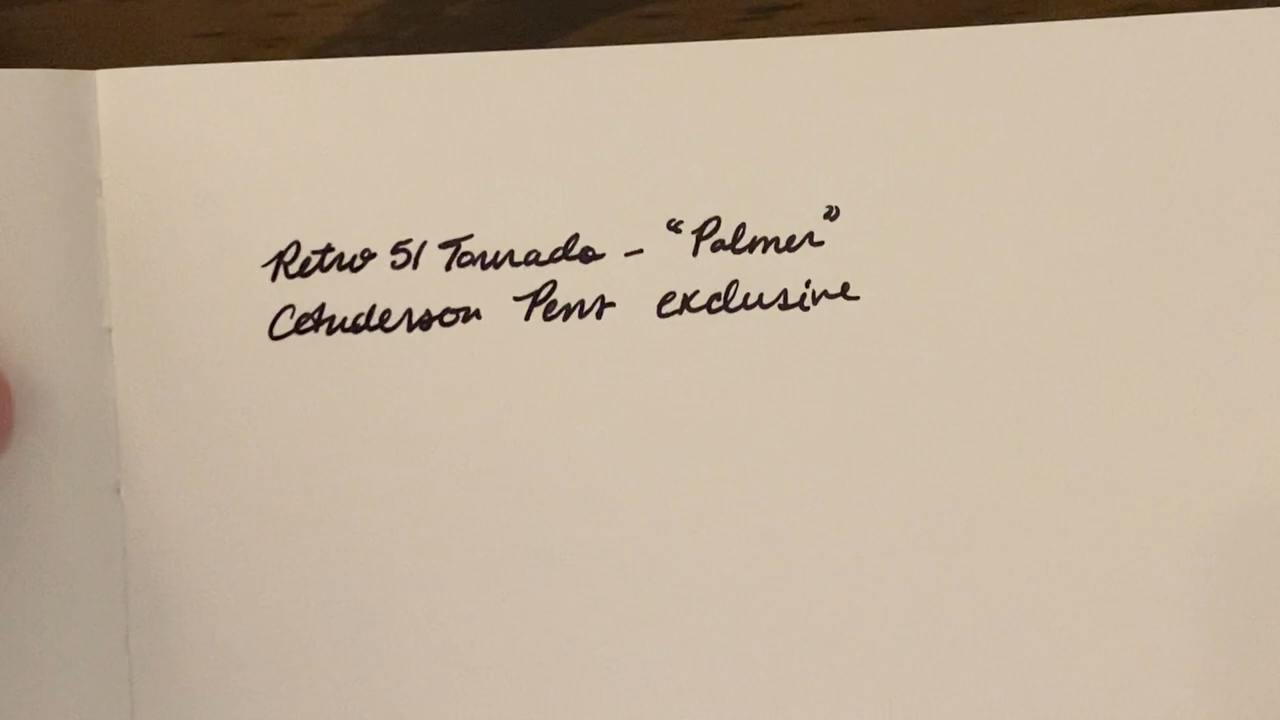 Retro 51 Tornado - “Palmer”
Anderson Pens exclusive